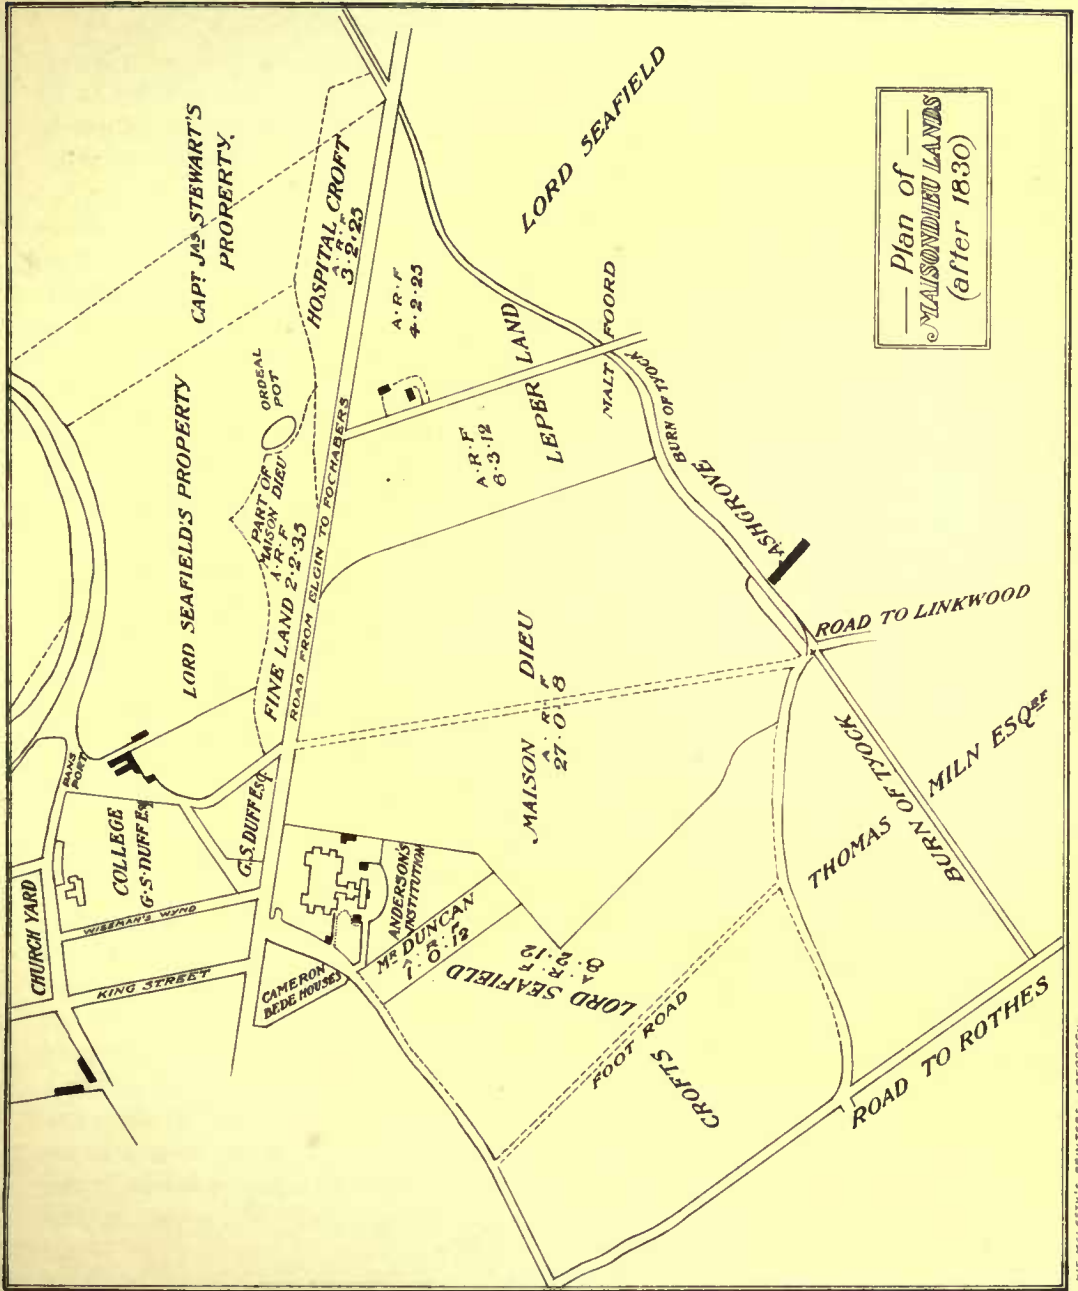 Plan of
MAISONDIEU LANDS
(after 1830)
LORD SEAFIELD
CAPT JAS STEWART'S
PROPERTY.
HOSPITAL CROFT
A. R. F
3.2.25
A. R. F
4.2.25
LORD SEAFIELD'S PROPERTY
ORDEAL
POT
PART OF
MAISON DIEU
A. R. F
FINE LAND 2.2.35
ROAD FROM ELGIN TO FOCHABERS
LEPER LAND
A. R. F
MALT FOORD
BURN OF TYOCK
ASHGROVE
ROAD TO LINKWOOD
MAISON DIEU
A. R. F
27.0.8
PANS
PORT
COLLEGE
G.S. DUFF ESQ
G.S. DUFF ESQ
CHURCH YARD
WISEMAN'S WYND
KING STREET
ANDERSON'S
INSTITUTION
CAMERON
BEDE HOUSES
MR DUNCAN
A. R. F
1.0.12
LORD SEAFIELD
A. R. F
8.2.12
FOOT ROAD
CROFTS
THOMAS MILN ESQRE
BURN OF TYOCK
ROAD TO ROTHES